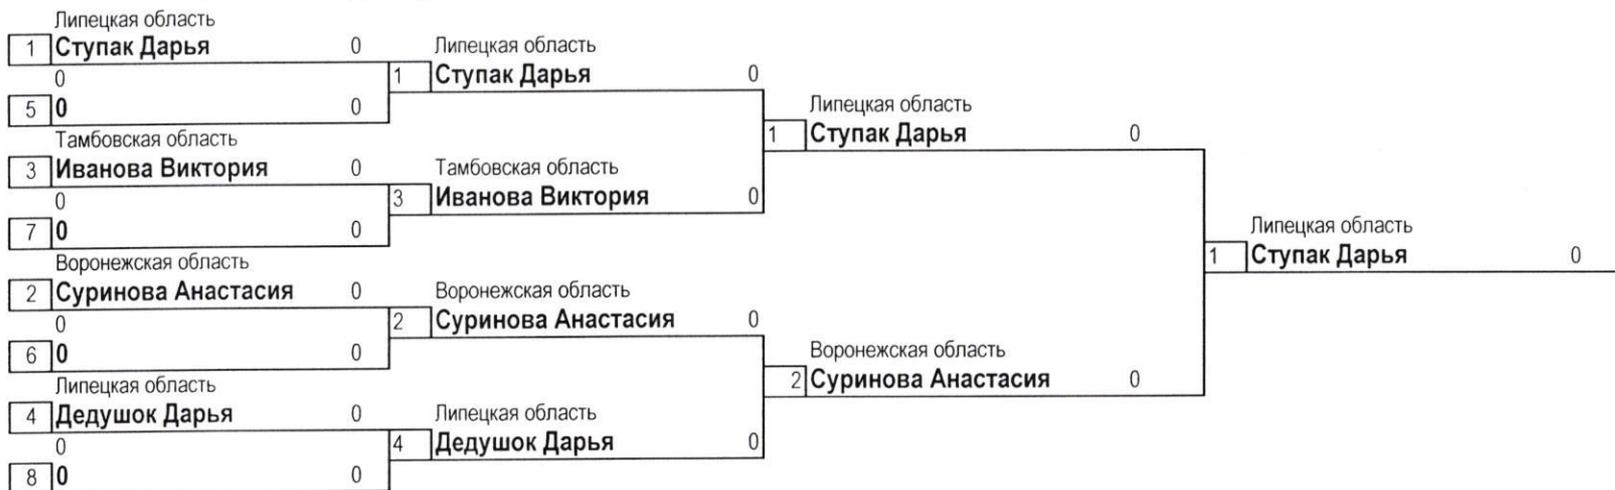 Липецкая область
1 Ступак Дарья 0
0
5 0 0
Тамбовская область
3 Иванова Виктория 0
0
7 0 0
Воронежская область
2 Суринова Анастасия 0
0
6 0 0
Липецкая область
4 Дедушок Дарья 0
0
8 0 0
Липецкая область
1 Ступак Дарья 0
Тамбовская область
3 Иванова Виктория 0
Воронежская область
2 Суринова Анастасия 0
Липецкая область
4 Дедушок Дарья 0
Липецкая область
1 Ступак Дарья 0
Воронежская область
2 Суринова Анастасия 0
Липецкая область
1 Ступак Дарья 0